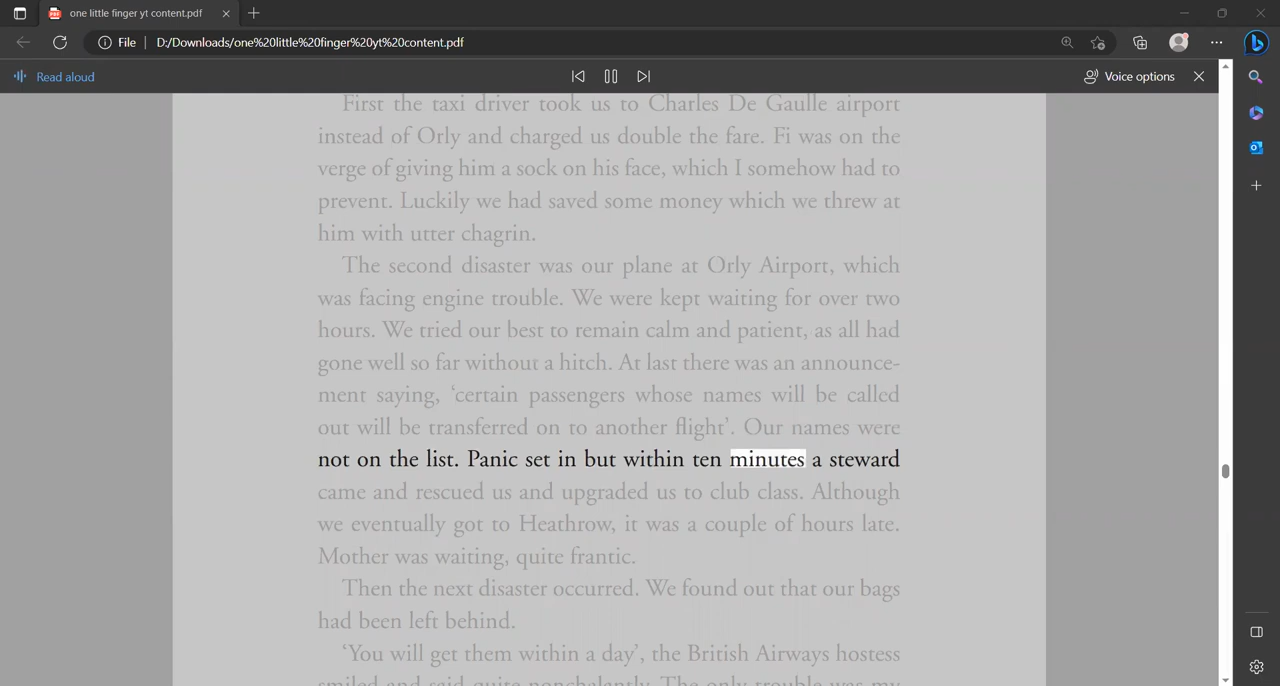 one little finger yt content.pdf
File
D:/Downloads/one%20little%20finger%20yt%20content.pdf
Read aloud
Voice options
First the taxi driver took us to Charles De Gaulle airport
instead of Orly and charged us double the fare. Fi was on the
verge of giving him a sock on his face, which I somehow had to
prevent. Luckily we had saved some money which we threw at
him with utter chagrin.
The second disaster was our plane at Orly Airport, which
was facing engine trouble. We were kept waiting for over two
hours. We tried our best to remain calm and patient, as all had
gone well so far without a hitch. At last there was an announce-
ment saying, ‘certain passengers whose names will be called
out will be transferred on to another flight’. Our names were
not on the list. Panic set in but within ten minutes a steward
came and rescued us and upgraded us to club class. Although
we eventually got to Heathrow, it was a couple of hours late.
Mother was waiting, quite frantic.
Then the next disaster occurred. We found out that our bags
had been left behind.
‘You will get them within a day’, the British Airways hostess
smiled and said quite nonchalantly. The only trouble was my